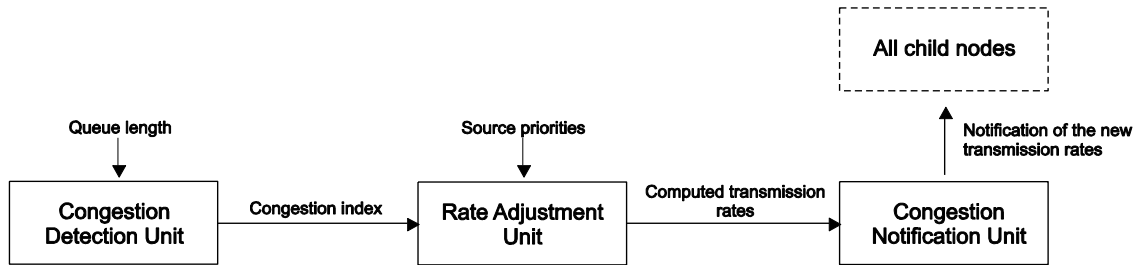 All child nodes
Queue length
Source priorities
Notification of the new
transmission rates
Congestion
Detection Unit
Congestion index
Rate Adjustment
Unit
Computed transmission
rates
Congestion
Notification Unit